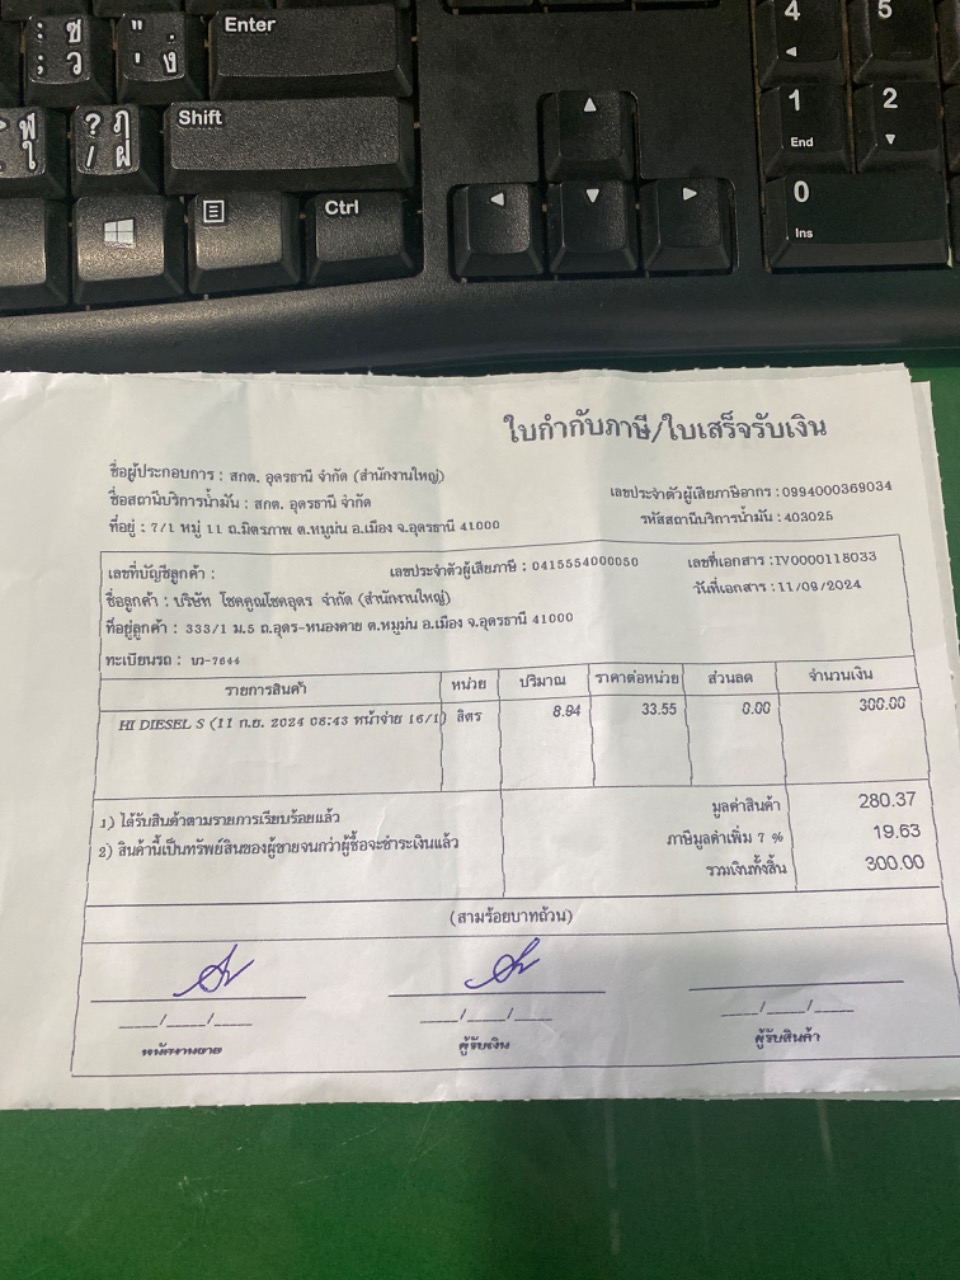 : ซ " .
; ว ' ง
Enter
4
5
ฬ ? ฦ
ใ / ฝ
Shift
1
End
2
Ctrl
0
Ins
ใบกำกับภาษี/ใบเสร็จรับเงิน
ชื่อผู้ประกอบการ : สกต. อุดรธานี จำกัด (สำนักงานใหญ่)
เลขประจำตัวผู้เสียภาษีอากร : 0994000369034
ชื่อสถานีบริการน้ำมัน : สกต. อุดรธานี จำกัด
รหัสสถานีบริการน้ำมัน : 403025
ที่อยู่ : 7/1 หมู่ 11 ถ.มิตรภาพ ต.หมูม่น อ.เมือง จ.อุดรธานี 41000
เลขที่บัญชีลูกค้า : เลขประจำตัวผู้เสียภาษี : 0415554000050 เลขที่เอกสาร : IV0000118033
ชื่อลูกค้า : บริษัท โชคคูณโชคอุดร จำกัด (สำนักงานใหญ่) วันที่เอกสาร : 11/09/2024
ที่อยู่ลูกค้า : 333/1 ม.5 ถ.อุดร-หนองคาย ต.หมูม่น อ.เมือง จ.อุดรธานี 41000
ทะเบียนรถ : บว-7644
รายการสินค้า หน่วย ปริมาณ ราคาต่อหน่วย ส่วนลด จำนวนเงิน
HI DIESEL S (11 ก.ย. 2024 08:43 หน้าจ่าย 16/1) ลิตร 8.94 33.55 0.00 300.00
1) ได้รับสินค้าตามรายการเรียบร้อยแล้ว
มูลค่าสินค้า 280.37
2) สินค้านี้เป็นทรัพย์สินของผู้ขายจนกว่าผู้ซื้อจะชำระเงินแล้ว
ภาษีมูลค่าเพิ่ม 7 % 19.63
รวมเงินทั้งสิ้น 300.00
(สามร้อยบาทถ้วน)
___/___/___ ___/___/___ ___/___/___
พนักงานขาย ผู้รับเงิน ผู้รับสินค้า